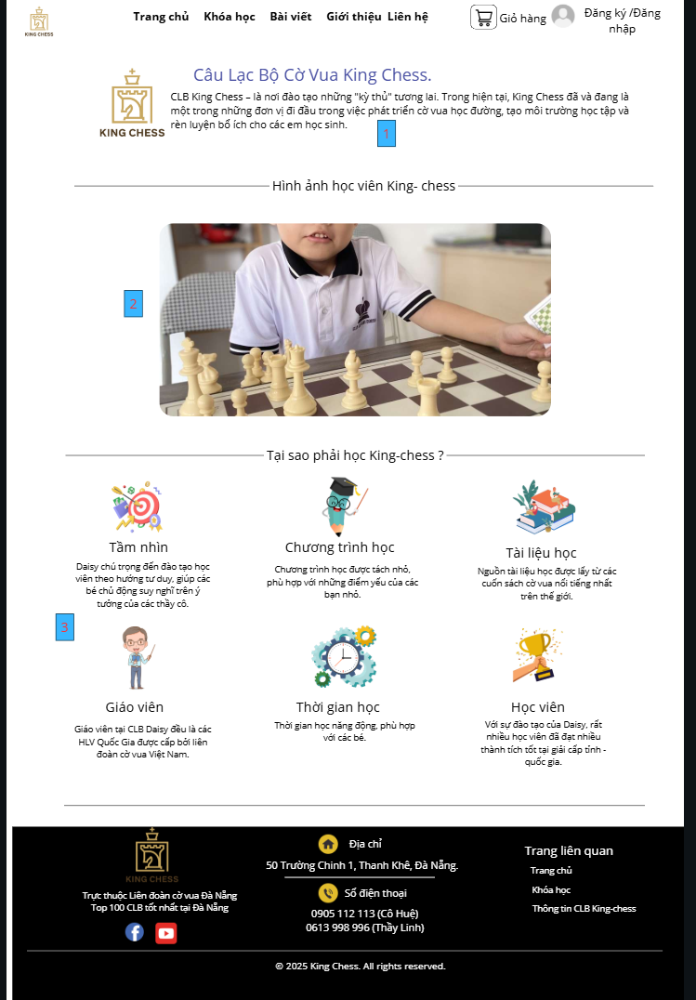 KING CHESS
Trang chủ Khóa học Bài viết Giới thiệu Liên hệ
Giỏ hàng
Đăng ký /Đăng
nhập
KING CHESS
Câu Lạc Bộ Cờ Vua King Chess.
CLB King Chess – là nơi đào tạo những "kỳ thủ" tương lai. Trong hiện tại, King Chess đã và đang là
một trong những đơn vị đi đầu trong việc phát triển cờ vua học đường, tạo môi trường học tập và
rèn luyện bổ ích cho các em học sinh.
1
Hình ảnh học viên King- chess
2
Tại sao phải học King-chess ?
Tầm nhìn
Daisy chú trọng đến đào tạo học
viên theo hướng tư duy, giúp các
bé chủ động suy nghĩ trên ý
tưởng của các thầy cô.
Chương trình học
Chương trình học được tách nhỏ,
phù hợp với những điểm yếu của các
bạn nhỏ.
Tài liệu học
Nguồn tài liệu học được lấy từ các
cuốn sách cờ vua nổi tiếng nhất
trên thế giới.
3
Giáo viên
Giáo viên tại CLB Daisy đều là các
HLV Quốc Gia được cấp bởi liên
đoàn cờ vua Việt Nam.
Thời gian học
Thời gian học năng động, phù hợp
với các bé.
Học viên
Với sự đào tạo của Daisy, rất
nhiều học viên đã đạt nhiều
thành tích tốt tại giải cấp tỉnh -
quốc gia.
KING CHESS
Trực thuộc Liên đoàn cờ vua Đà Nẵng
Top 100 CLB tốt nhất tại Đà Nẵng
Địa chỉ
50 Trường Chinh 1, Thanh Khê, Đà Nẵng.
Số điện thoại
0905 112 113 (Cô Huệ)
0613 998 996 (Thầy Linh)
Trang liên quan
Trang chủ
Khóa học
Thông tin CLB King-chess
© 2025 King Chess. All rights reserved.